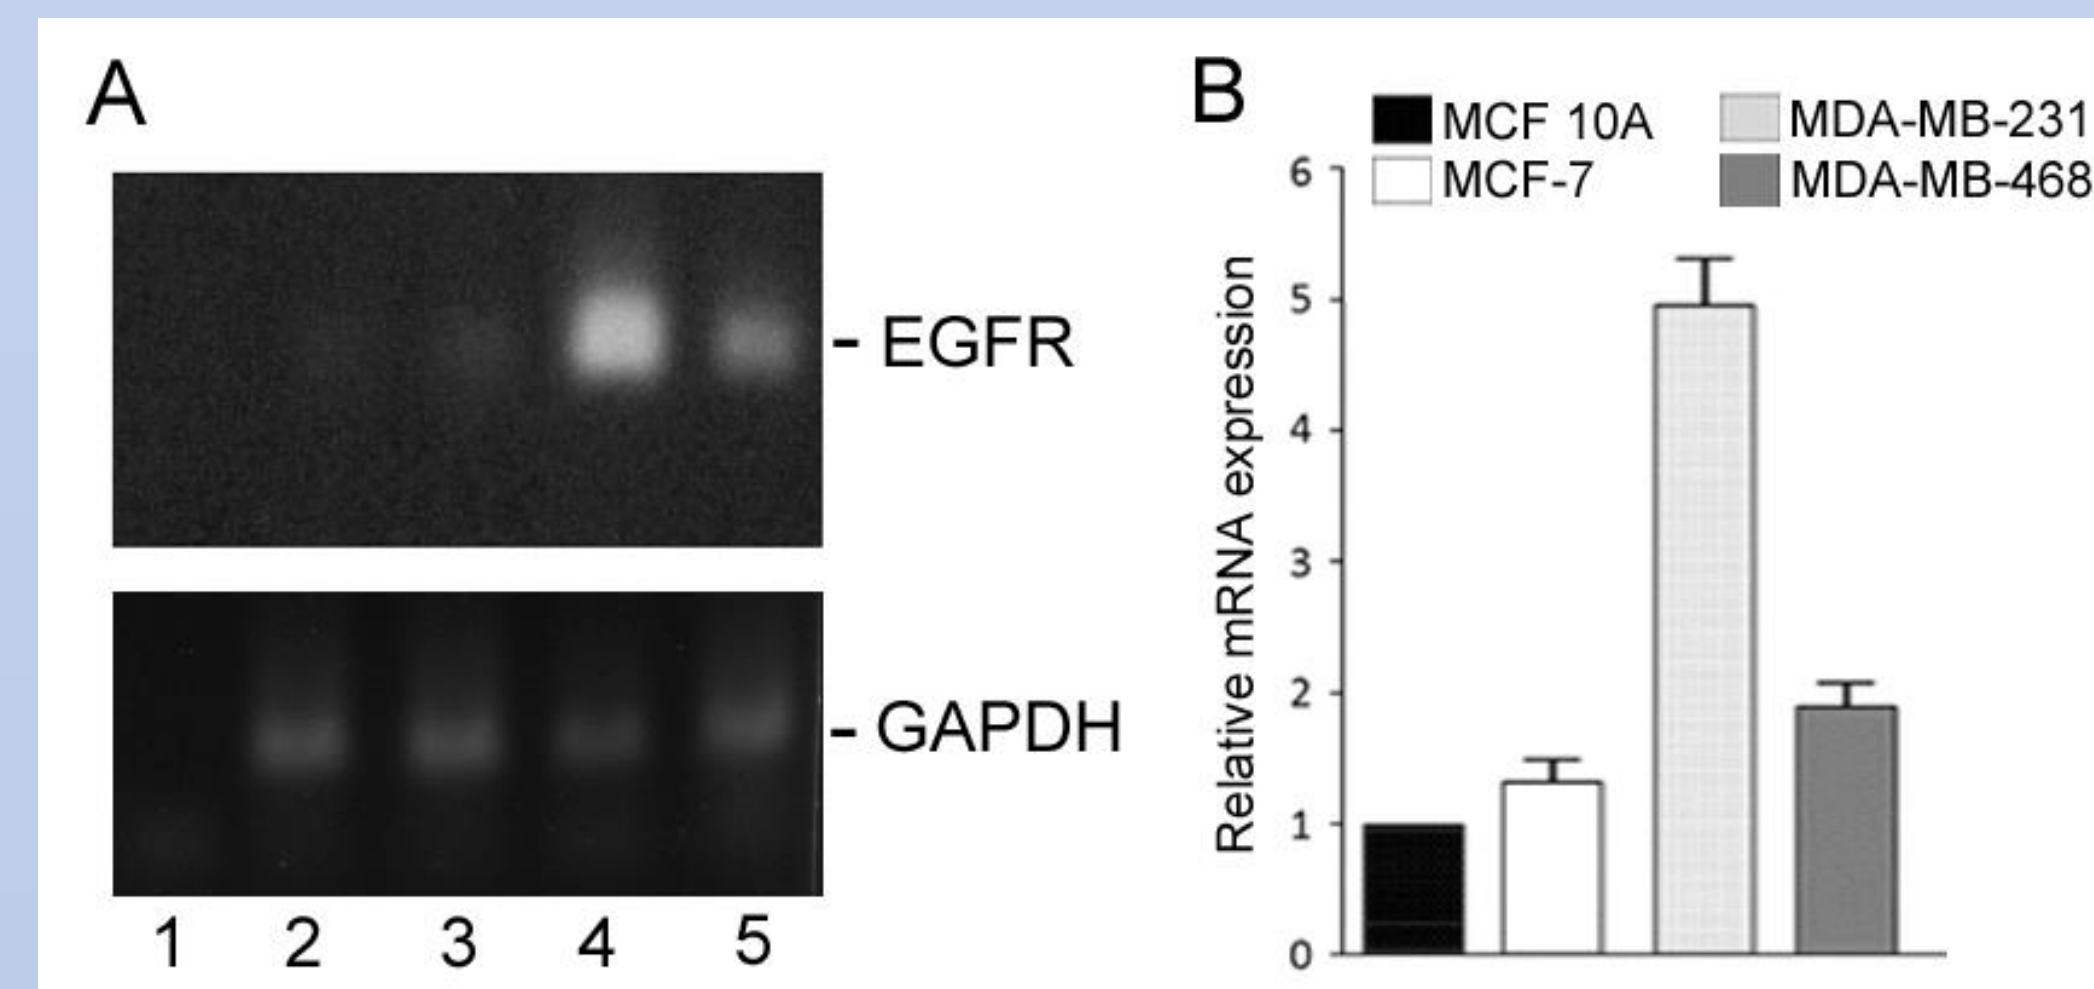 A
- EGFR
- GAPDH
1 2 3 4 5
B
MCF 10A
MDA-MB-231
MCF-7
MDA-MB-468
Relative mRNA expression
6
5
4
3
2
1
0